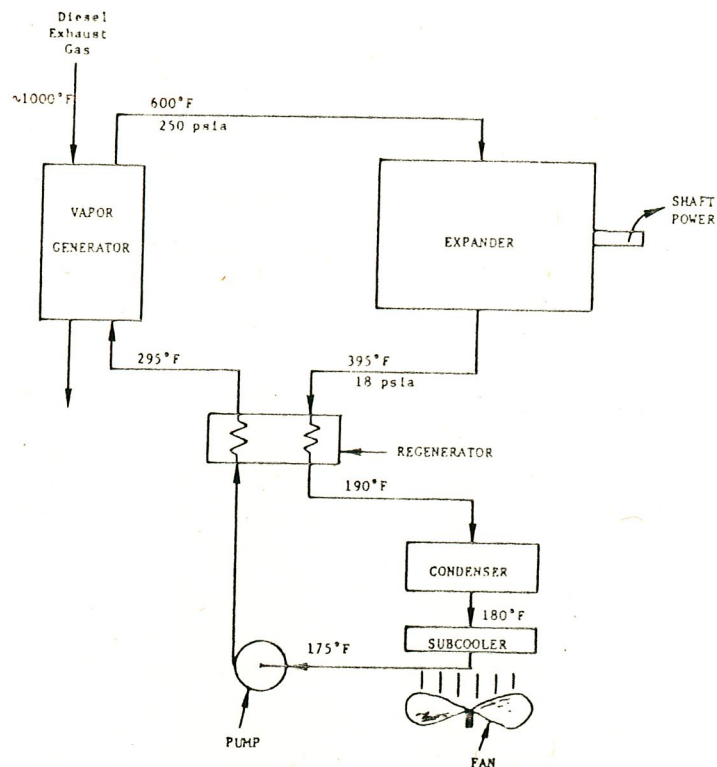 Diesel
Exhaust
Gas
~1000°F
600°F
250 psia
VAPOR
GENERATOR
EXPANDER
SHAFT
POWER
295°F
395°F
18 psia
REGENERATOR
190°F
CONDENSER
180°F
SUBCOOLER
175°F
PUMP
FAN